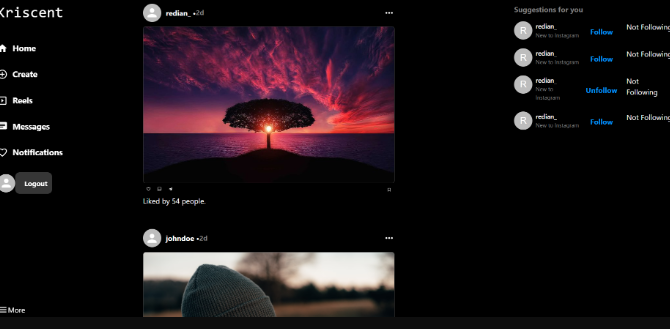 Kriscent
Home
Create
Reels
Messages
Notifications
Logout
More
redian_ •2d
Liked by 54 people.
johndoe •2d
Suggestions for you
R
redian_
New to Instagram
Follow
Not Following
R
redian_
New to Instagram
Follow
Not Following
R
redian_
New to
Instagram
Unfollow
Not
Following
R
redian_
New to Instagram
Follow
Not Following